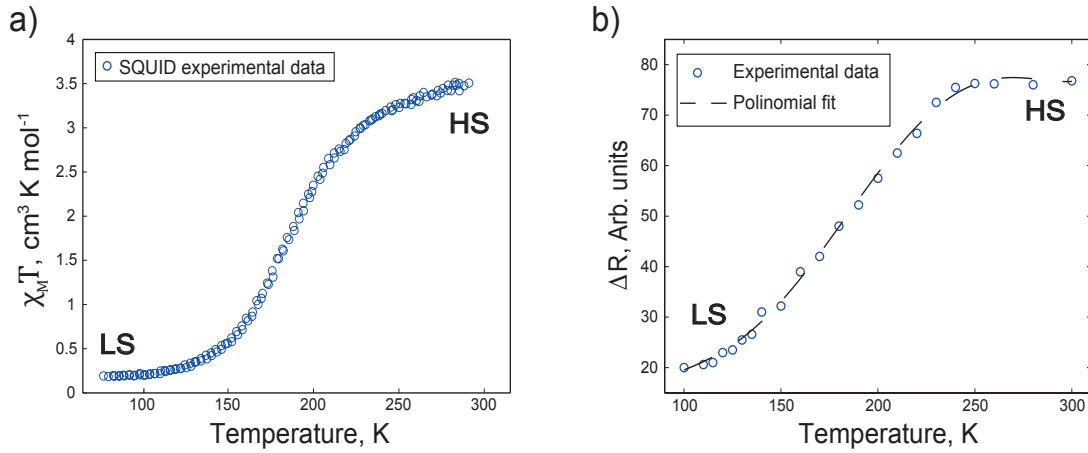 a)
4
3.5
3
2.5
2
1.5
1
0.5
0
χMT, cm³ K mol⁻¹
SQUID experimental data
HS
LS
100
150
200
250
300
Temperature, K
b)
80
70
60
50
40
30
20
ΔR, Arb. units
Experimental data
Polinomial fit
HS
LS
100
150
200
250
300
Temperature, K